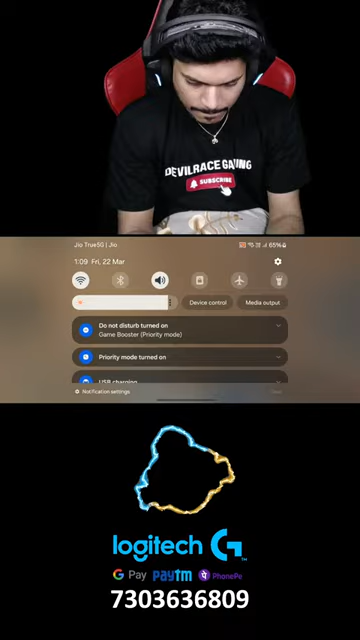 DEVILRACE GAMING
SUBSCRIBE
Jio True5G | Jio
65%
1:09 Fri, 22 Mar
Device control
Media output
Do not disturb turned on
Game Booster (Priority mode)
Priority mode turned on
USB charging
Notification settings
logitech G
™
G Pay paytm PhonePe
7303636809